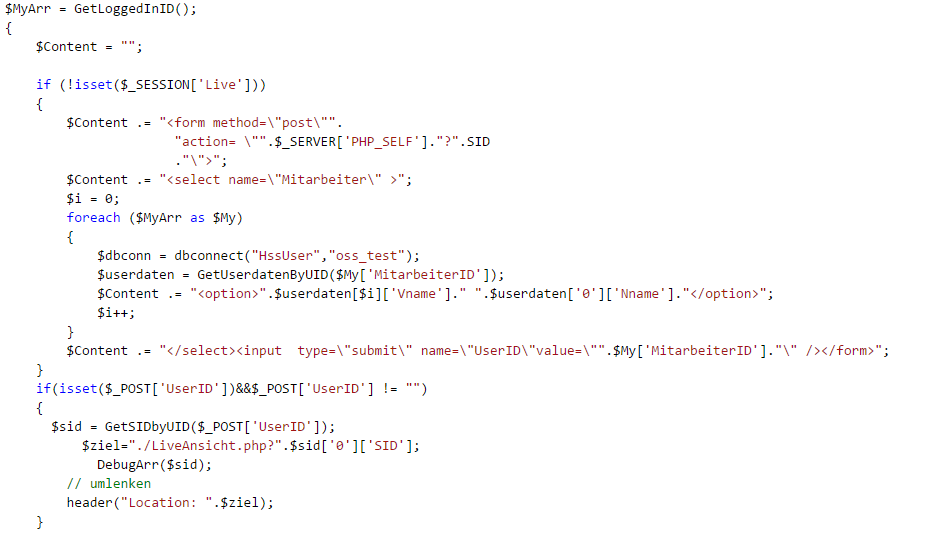 $MyArr = GetLoggedInID();
{
    $Content = "";

    if (!isset($_SESSION['Live']))
    {
        $Content .= "<form method=\"post\"".
                      "action= \"".$_SERVER['PHP_SELF']."?".SID
                      ."\">";
        $Content .= "<select name=\"Mitarbeiter\" >";
        $i = 0;
        foreach ($MyArr as $My)
        {
            $dbconn = dbconnect("HssUser","oss_test");
            $userdaten = GetUserdatenByUID($My['MitarbeiterID']);
            $Content .= "<option>".$userdaten[$i]['Vname']." ".$userdaten['0']['Nname']."</option>";
            $i++;
        }
        $Content .= "</select><input  type=\"submit\" name=\"UserID\"value=\"".$My['MitarbeiterID']."\" /></form>";
    }
    if(isset($_POST['UserID'])&&$_POST['UserID'] != "")
    {
      $sid = GetSIDbyUID($_POST['UserID']);
          $ziel="./LiveAnsicht.php?".$sid['0']['SID'];
            DebugArr($sid);
        // umlenken
        header("Location: ".$ziel);
    }